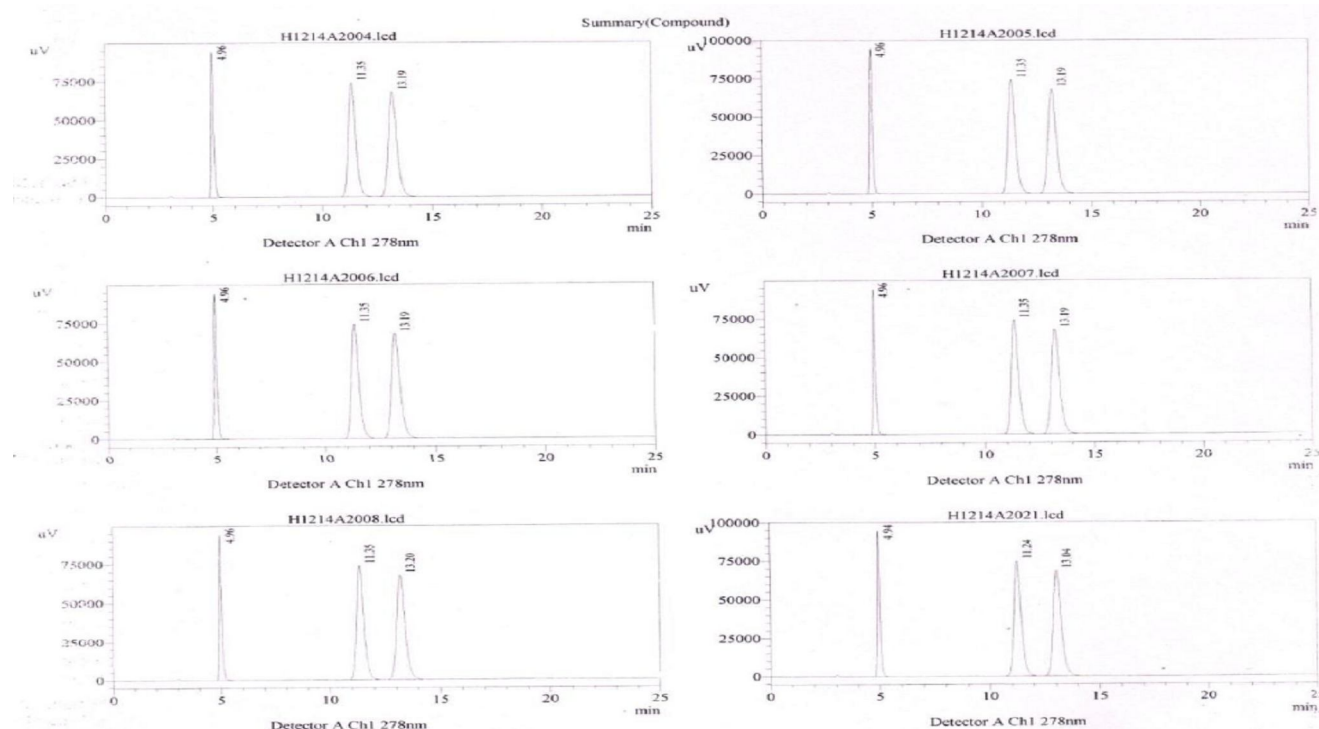 Summary(Compound)
H1214A2004.lcd
uV
75000
50000
25000
0
4.96
11.35
13.19
0 5 10 15 20 25
min
Detector A Ch1 278nm
H1214A2005.lcd
uV
100000
75000
50000
25000
0
4.96
11.35
13.19
0 5 10 15 20 25
min
Detector A Ch1 278nm
H1214A2006.lcd
uV
75000
50000
25000
0
4.96
11.35
13.19
0 5 10 15 20 25
min
Detector A Ch1 278nm
H1214A2007.lcd
uV
75000
50000
25000
0
4.96
11.35
13.19
0 5 10 15 20 25
min
Detector A Ch1 278nm
H1214A2008.lcd
uV
75000
50000
25000
0
4.96
11.35
13.20
0 5 10 15 20 25
min
Detector A Ch1 278nm
H1214A2021.lcd
uV
100000
75000
50000
25000
0
4.94
11.24
13.04
0 5 10 15 20 25
min
Detector A Ch1 278nm